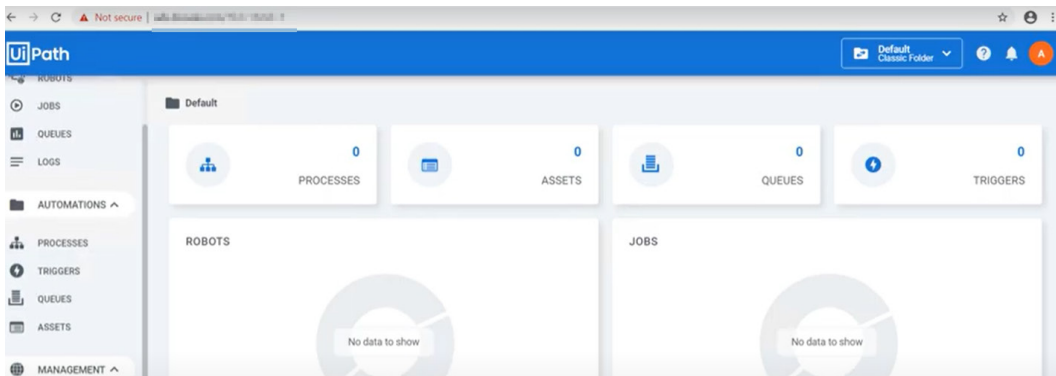 Not secure
UiPath
Default
Classic Folder
A
ROBOTS
JOBS
QUEUES
LOGS
AUTOMATIONS
PROCESSES
TRIGGERS
QUEUES
ASSETS
MANAGEMENT
Default
0
PROCESSES
0
ASSETS
0
QUEUES
0
TRIGGERS
ROBOTS
No data to show
JOBS
No data to show